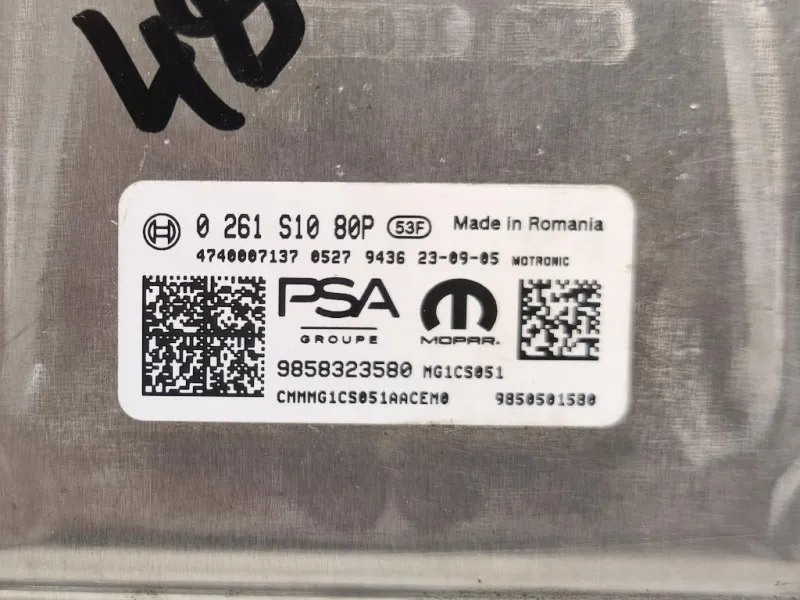 0 261 S10 80P 53F Made in Romania
4740007137 0527 9436 23-09-05 MOTRONIC
PSA
GROUPE
MOPAR.
9858323580 MG1CS051
CMMMG1CS051AACEM0 9850501580